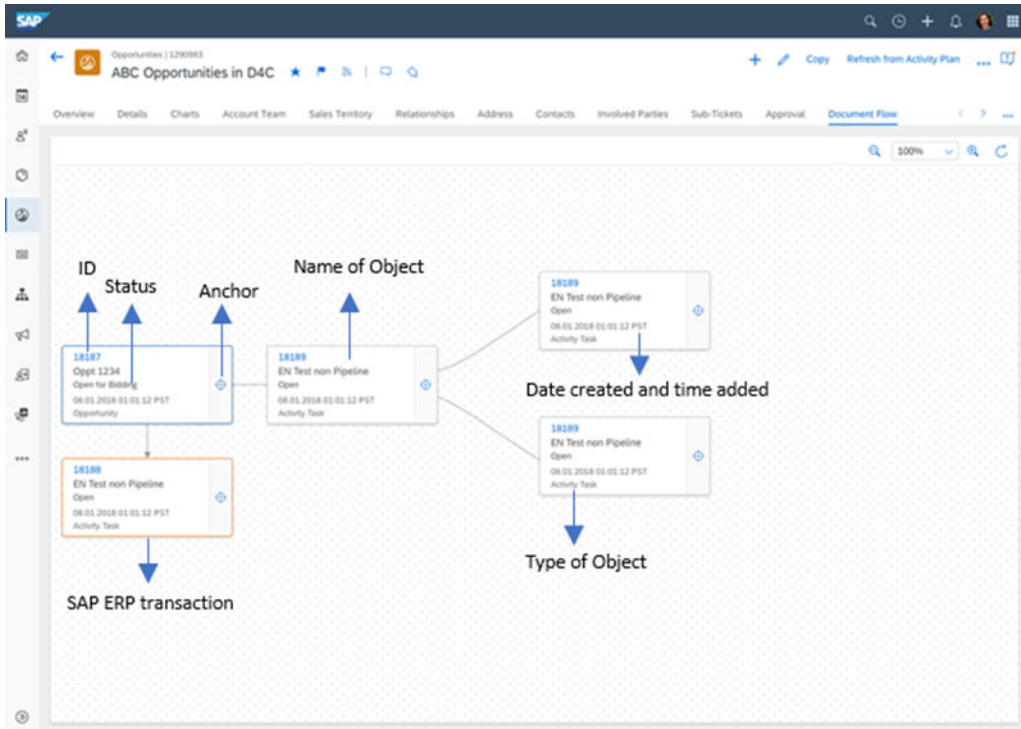 SAP
Opportunities | 1290983
ABC Opportunities in D4C
Copy Refresh from Activity Plan ...
Overview Details Charts Account Team Sales Territory Relationships Address Contacts Involved Parties Sub-Tickets Approval Document Flow
100%
ID
Status
Anchor
Name of Object
18187
Oppt 1234
Open for Bidding
08.01.2018 01:01:12 PST
Opportunity
18189
EN Test non Pipeline
Open
08.01.2018 01:01:12 PST
Activity Task
18189
EN Test non Pipeline
Open
08.01.2018 01:01:12 PST
Activity Task
Date created and time added
18189
EN Test non Pipeline
Open
08.01.2018 01:01:12 PST
Activity Task
Type of Object
18188
EN Test non Pipeline
Open
08.01.2018 01:01:12 PST
Activity Task
SAP ERP transaction